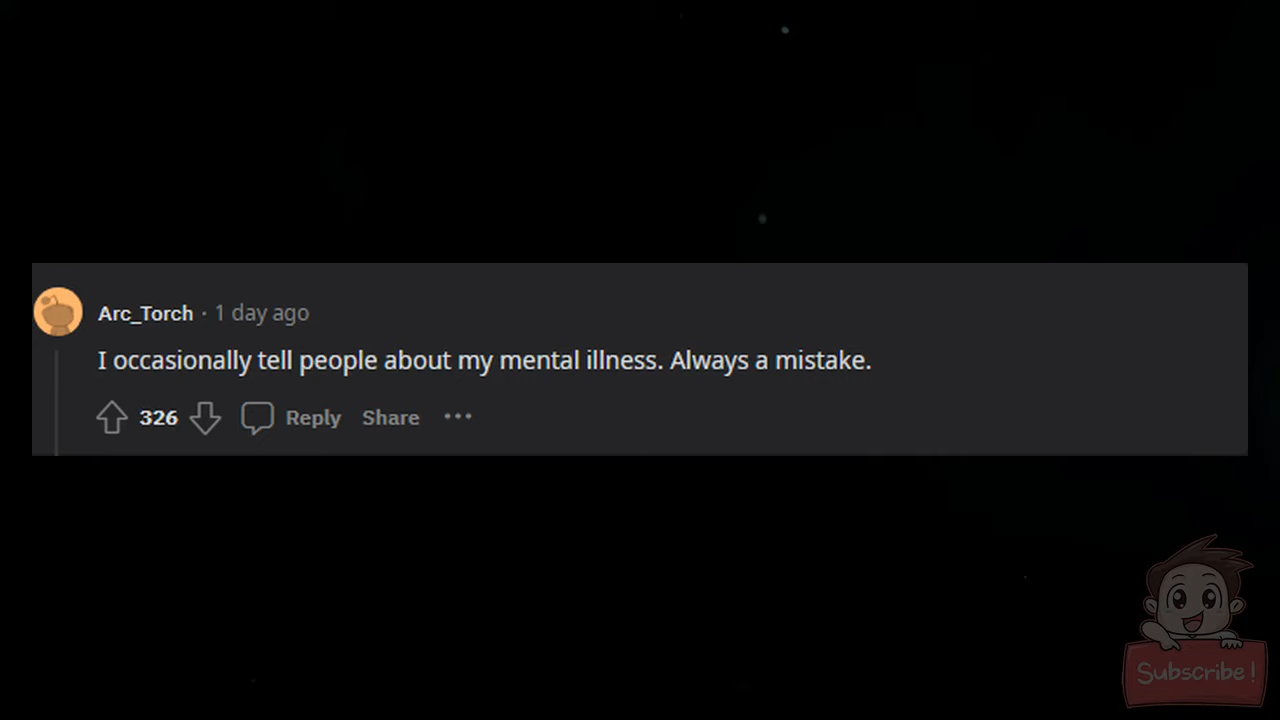 Arc_Torch · 1 day ago
I occasionally tell people about my mental illness. Always a mistake.
326 Reply Share ···
Subscribe!